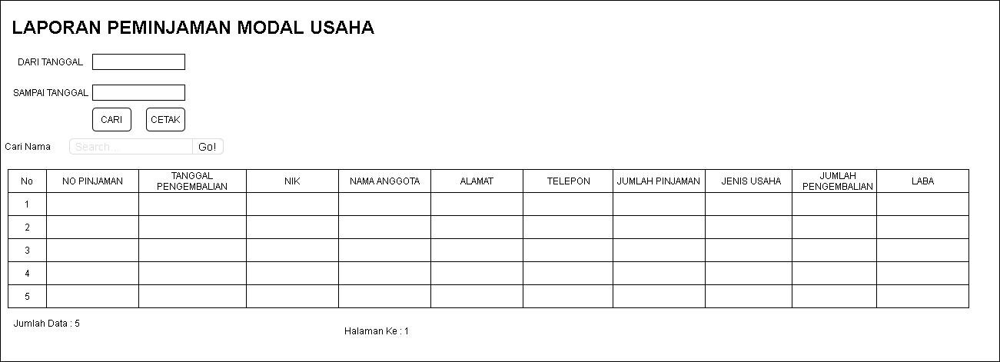 LAPORAN PEMINJAMAN MODAL USAHA
DARI TANGGAL
SAMPAI TANGGAL
CARI CETAK
Cari Nama Search... Go!
No NO PINJAMAN TANGGAL PENGEMBALIAN NIK NAMA ANGGOTA ALAMAT TELEPON JUMLAH PINJAMAN JENIS USAHA JUMLAH PENGEMBALIAN LABA
1
2
3
4
5
Jumlah Data : 5
Halaman Ke : 1